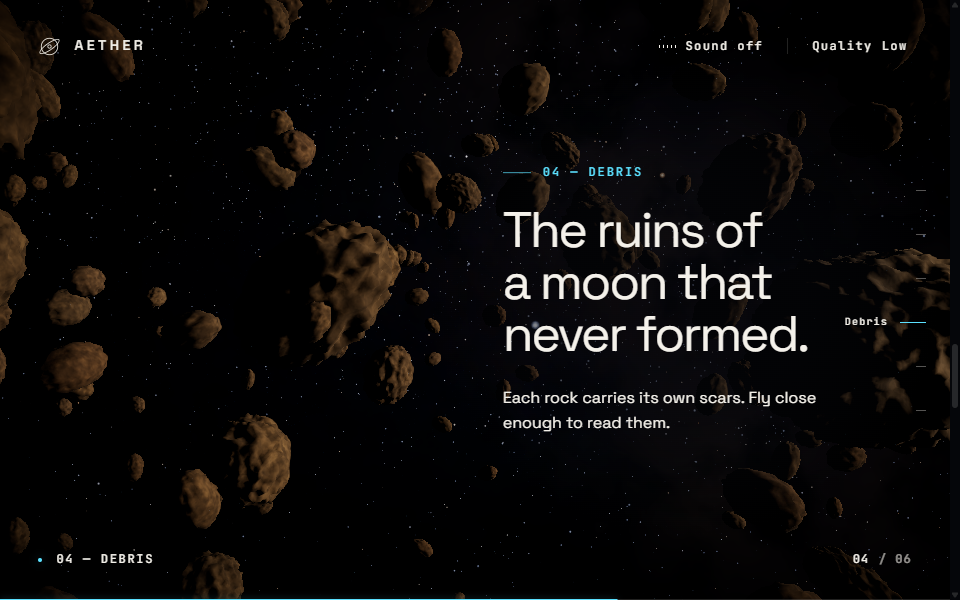 AETHER
Sound off
Quality Low
04 — DEBRIS
The ruins of
a moon that
never formed.
Debris
Each rock carries its own scars. Fly close
enough to read them.
04 — DEBRIS
04 / 06